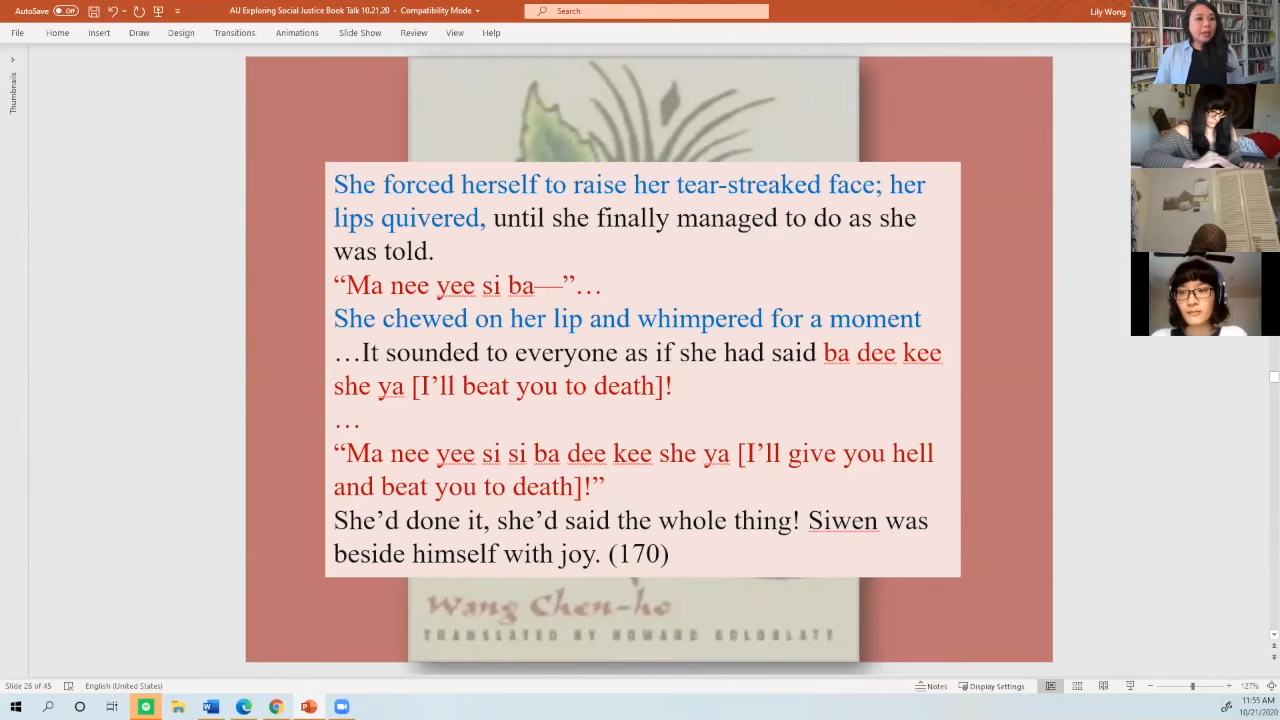 AutoSave Off
AU Exploring Social Justice Book Talk 10.21.20 - Compatibility Mode
Search
Lily Wong
File Home Insert Draw Design Transitions Animations Slide Show Review View Help
Thumbnails
She forced herself to raise her tear-streaked face; her
lips quivered, until she finally managed to do as she
was told.
“Ma nee yee si ba—”…
She chewed on her lip and whimpered for a moment
…It sounded to everyone as if she had said ba dee kee
she ya [I’ll beat you to death]!
…
“Ma nee yee si si ba dee kee she ya [I’ll give you hell
and beat you to death]!”
She’d done it, she’d said the whole thing! Siwen was
beside himself with joy. (170)
Wang Chen-ho
TRANSLATED BY HOWARD GOLDBLATT
Slide 26 of 45
English (United States)
Notes
Display Settings
127%
11:55 AM
10/21/2020